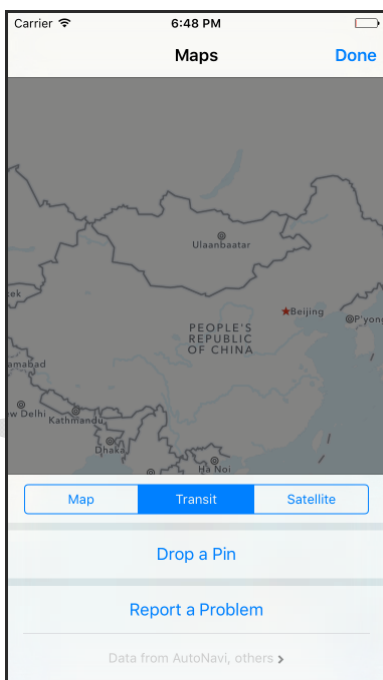 Carrier 6:48 PM
Maps Done
Ulaanbaatar
ek
Beijing
P'yong
PEOPLE'S
REPUBLIC
OF CHINA
amabad
w Delhi
Kathmandu
Dhaka
Ha Noi
Map Transit Satellite
Drop a Pin
Report a Problem
Data from AutoNavi, others >